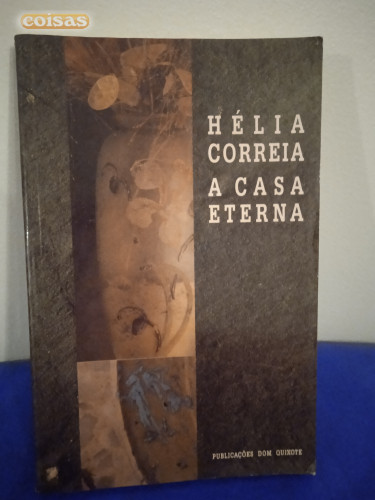 coisas
HÉLIA
CORREIA
A CASA
ETERNA
PUBLICAÇÕES DOM QUIXOTE